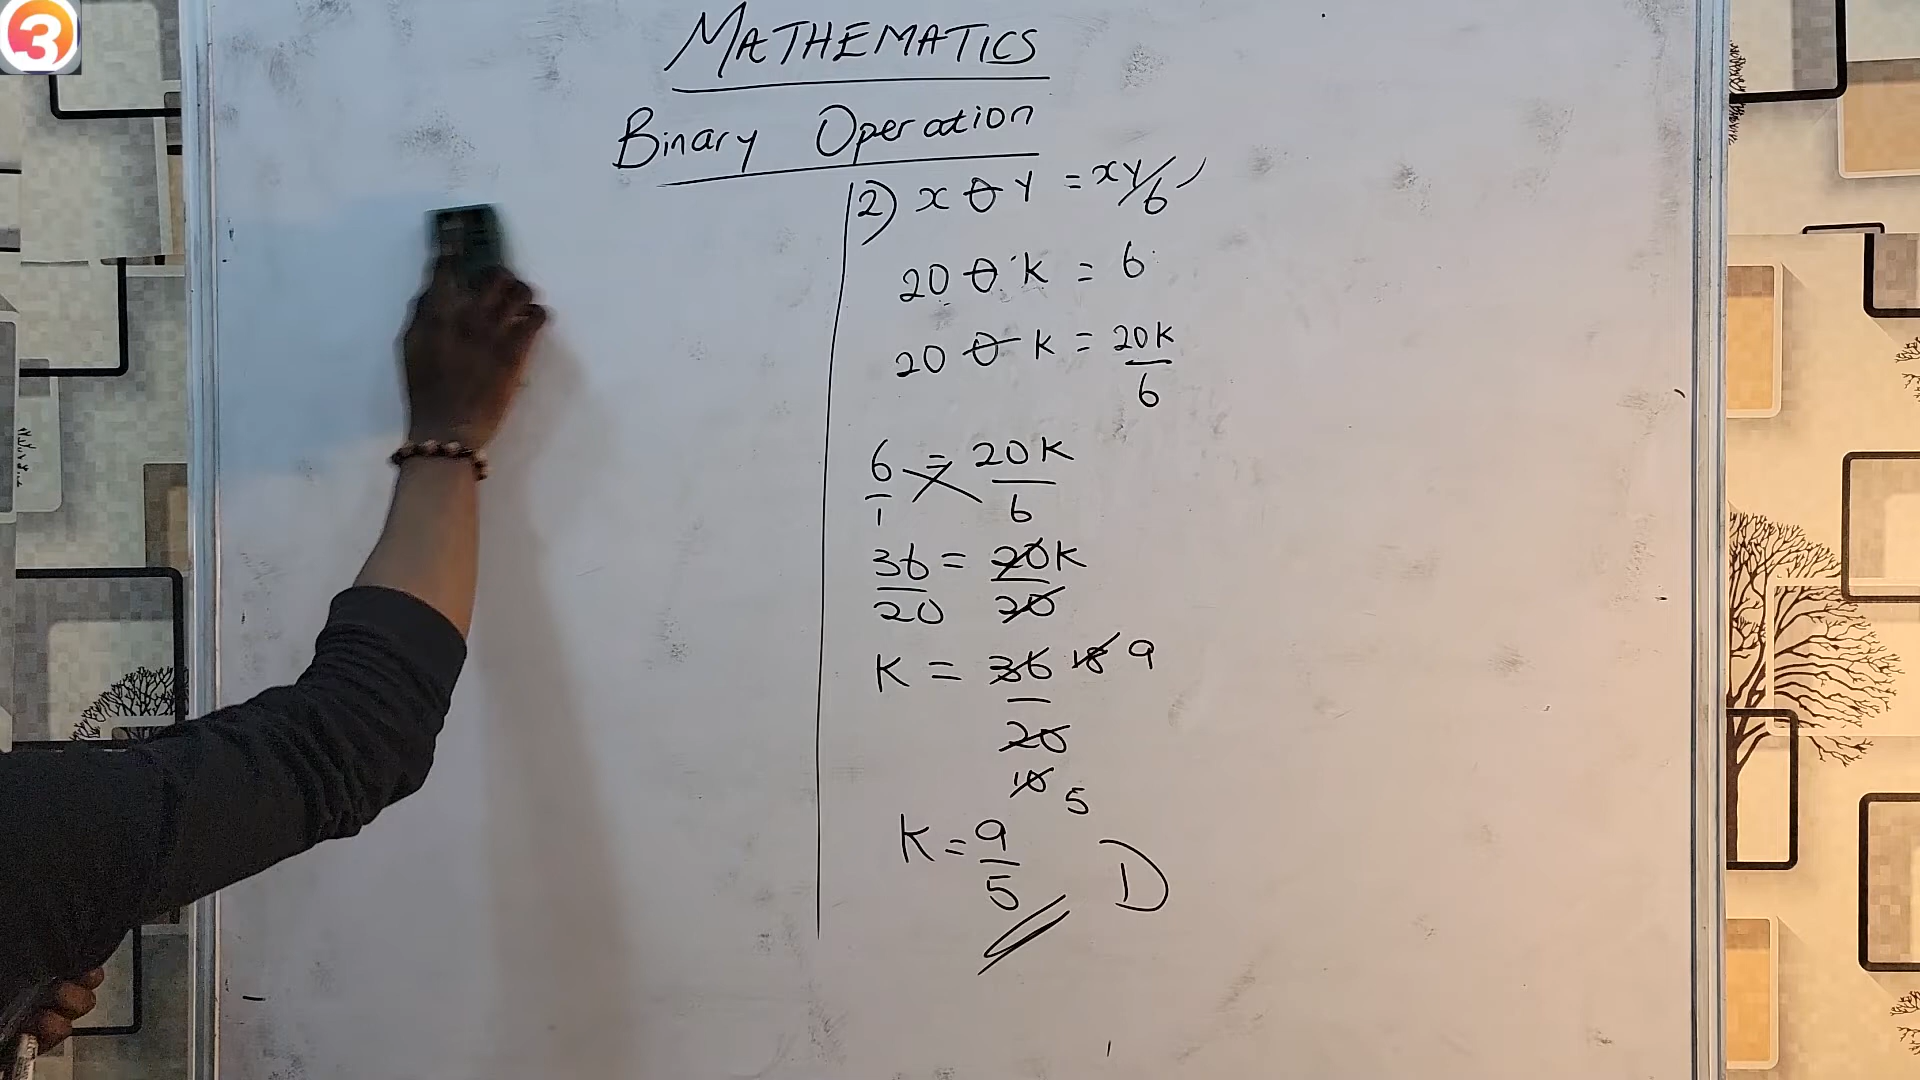 3
MATHEMATICS
Binary Operation
2) x θ y = xy/6
20 θ k = 6
20 θ k = 20k/6
6/1 = 20k/6
36/20 = 20k/20
K = 36 18 9
20
10 5
K = 9/5 D